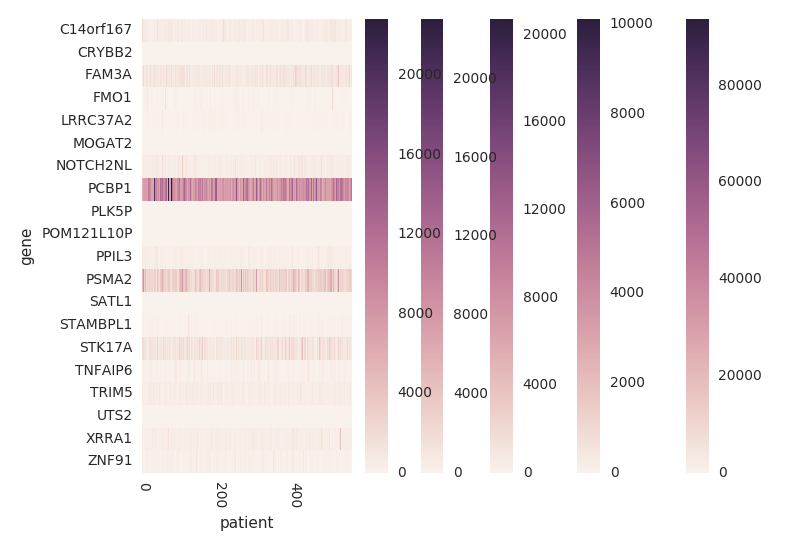 gene
C14orf167
CRYBB2
FAM3A
FMO1
LRRC37A2
MOGAT2
NOTCH2NL
PCBP1
PLK5P
POM121L10P
PPIL3
PSMA2
SATL1
STAMBPL1
STK17A
TNFAIP6
TRIM5
UTS2
XRRA1
ZNF91
0
200
400
patient
20000
16000
12000
8000
4000
0
20000
16000
12000
8000
4000
0
20000
16000
12000
8000
4000
0
10000
8000
6000
4000
2000
0
80000
60000
40000
20000
0